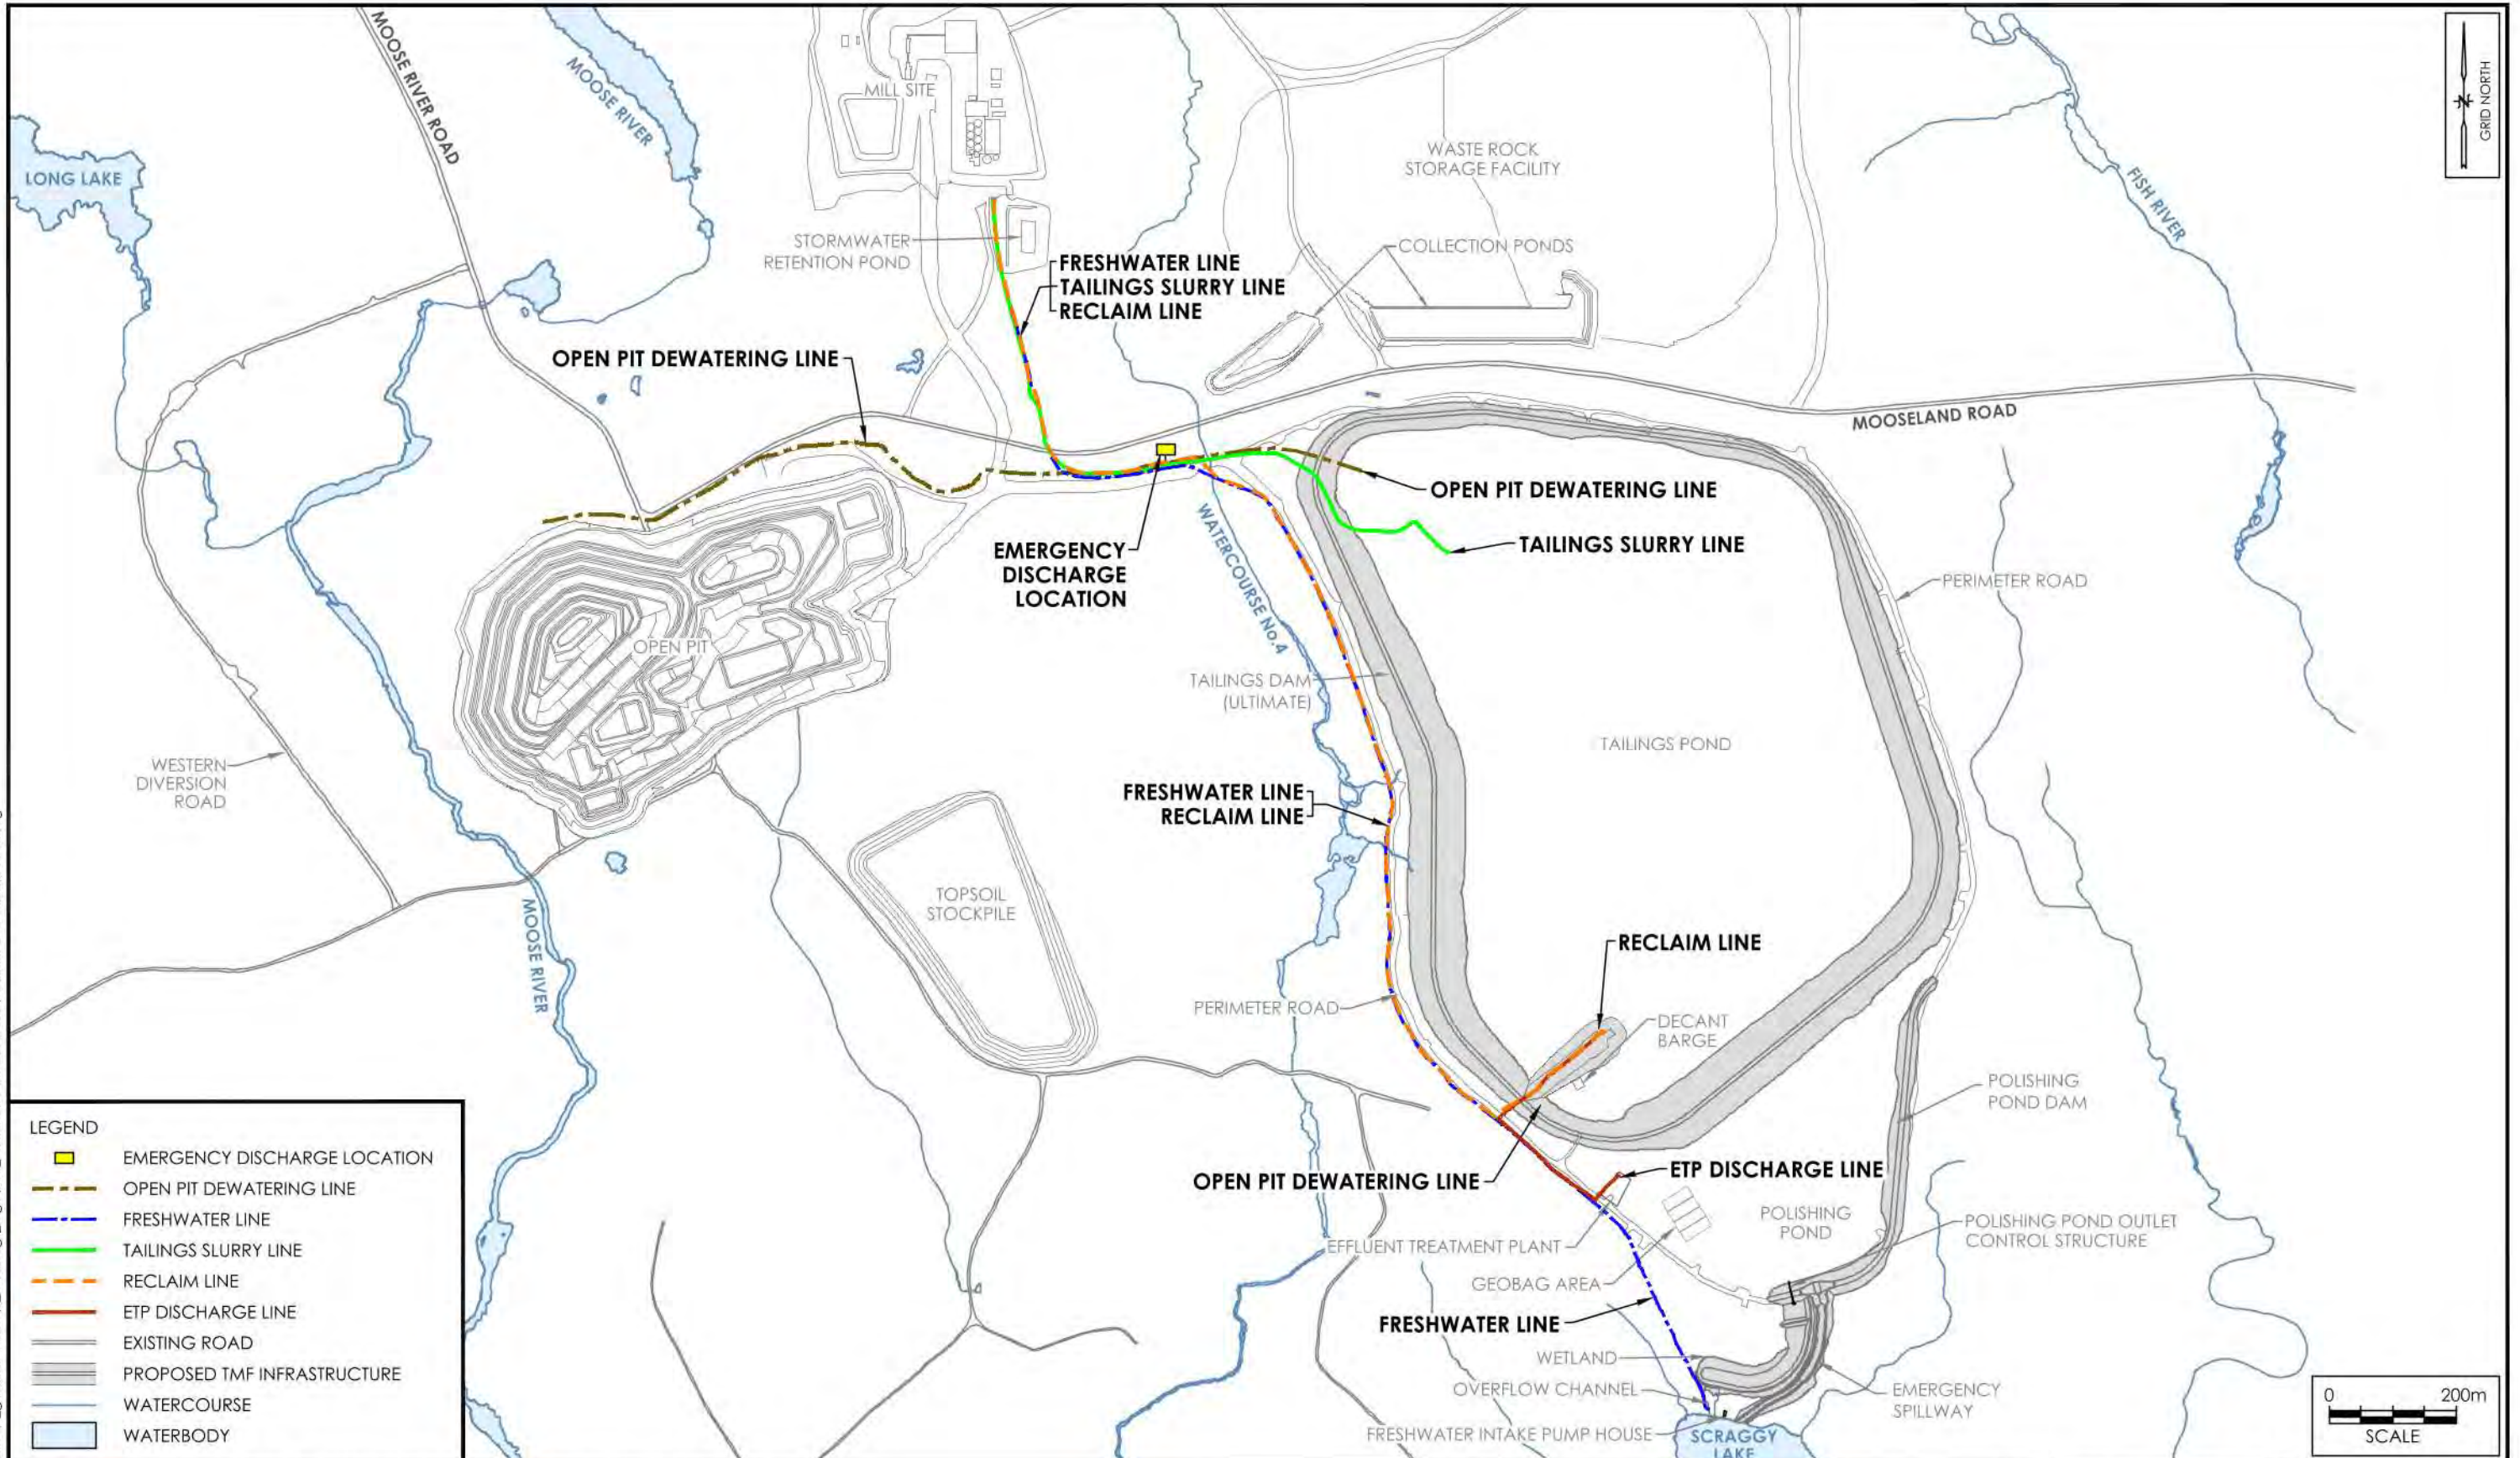 MOOSE RIVER ROAD
MOOSE RIVER
LONG LAKE
MILL SITE
GRID NORTH
WASTE ROCK
STORAGE FACILITY
FISH RIVER
STORMWATER
RETENTION POND
COLLECTION PONDS
FRESHWATER LINE
TAILINGS SLURRY LINE
RECLAIM LINE
OPEN PIT DEWATERING LINE
MOOSELAND ROAD
OPEN PIT DEWATERING LINE
TAILINGS SLURRY LINE
EMERGENCY
DISCHARGE
LOCATION
WATERCOURSE No.4
PERIMETER ROAD
OPEN PIT
TAILINGS DAM
(ULTIMATE)
TAILINGS POND
WESTERN
DIVERSION
ROAD
FRESHWATER LINE
RECLAIM LINE
TOPSOIL
STOCKPILE
MOOSE RIVER
RECLAIM LINE
PERIMETER ROAD
DECANT
BARGE
POLISHING
POND DAM
OPEN PIT DEWATERING LINE
ETP DISCHARGE LINE
POLISHING
POND
POLISHING POND OUTLET
CONTROL STRUCTURE
EFFLUENT TREATMENT PLANT
GEOBAG AREA
FRESHWATER LINE
WETLAND
OVERFLOW CHANNEL
EMERGENCY
SPILLWAY
FRESHWATER INTAKE PUMP HOUSE
SCRAGGY
LAKE
LEGEND
EMERGENCY DISCHARGE LOCATION
OPEN PIT DEWATERING LINE
FRESHWATER LINE
TAILINGS SLURRY LINE
RECLAIM LINE
ETP DISCHARGE LINE
EXISTING ROAD
PROPOSED TMF INFRASTRUCTURE
WATERCOURSE
WATERBODY
0 200m
SCALE